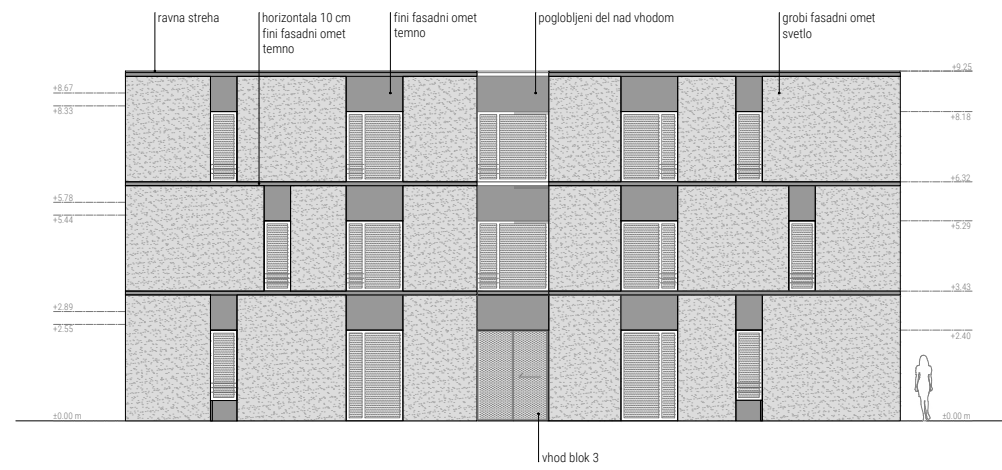 ravna streha
horizontala 10 cm
fini fasadni omet
temno
fini fasadni omet
temno
poglobljeni del nad vhodom
grobi fasadni omet
svetlo
+9.25
+8.67
+8.33
+8.18
+6.32
+5.78
+5.44
+5.29
+3.43
+2.89
+2.55
+2.40
±0.00 m
±0.00 m
vhod blok 3